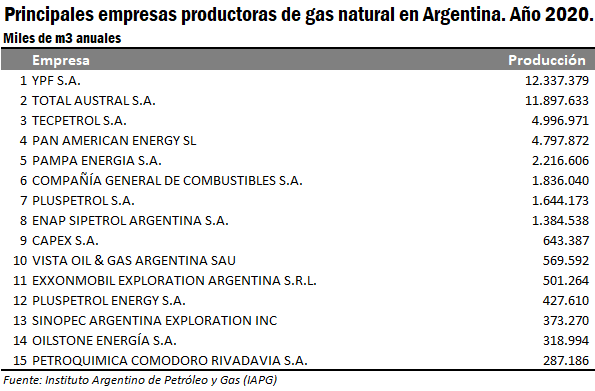 Principales empresas productoras de gas natural en Argentina. Año 2020.
Miles de m3 anuales
Empresa Producción
1 YPF S.A. 12.337.379
2 TOTAL AUSTRAL S.A. 11.897.633
3 TECPETROL S.A. 4.996.971
4 PAN AMERICAN ENERGY SL 4.797.872
5 PAMPA ENERGIA S.A. 2.216.606
6 COMPAÑÍA GENERAL DE COMBUSTIBLES S.A. 1.836.040
7 PLUSPETROL S.A. 1.644.173
8 ENAP SIPETROL ARGENTINA S.A. 1.384.538
9 CAPEX S.A. 643.387
10 VISTA OIL & GAS ARGENTINA SAU 569.592
11 EXXONMOBIL EXPLORATION ARGENTINA S.R.L. 501.264
12 PLUSPETROL ENERGY S.A. 427.610
13 SINOPEC ARGENTINA EXPLORATION INC 373.270
14 OILSTONE ENERGÍA S.A. 318.994
15 PETROQUIMICA COMODORO RIVADAVIA S.A. 287.186
Fuente: Instituto Argentino de Petróleo y Gas (IAPG)